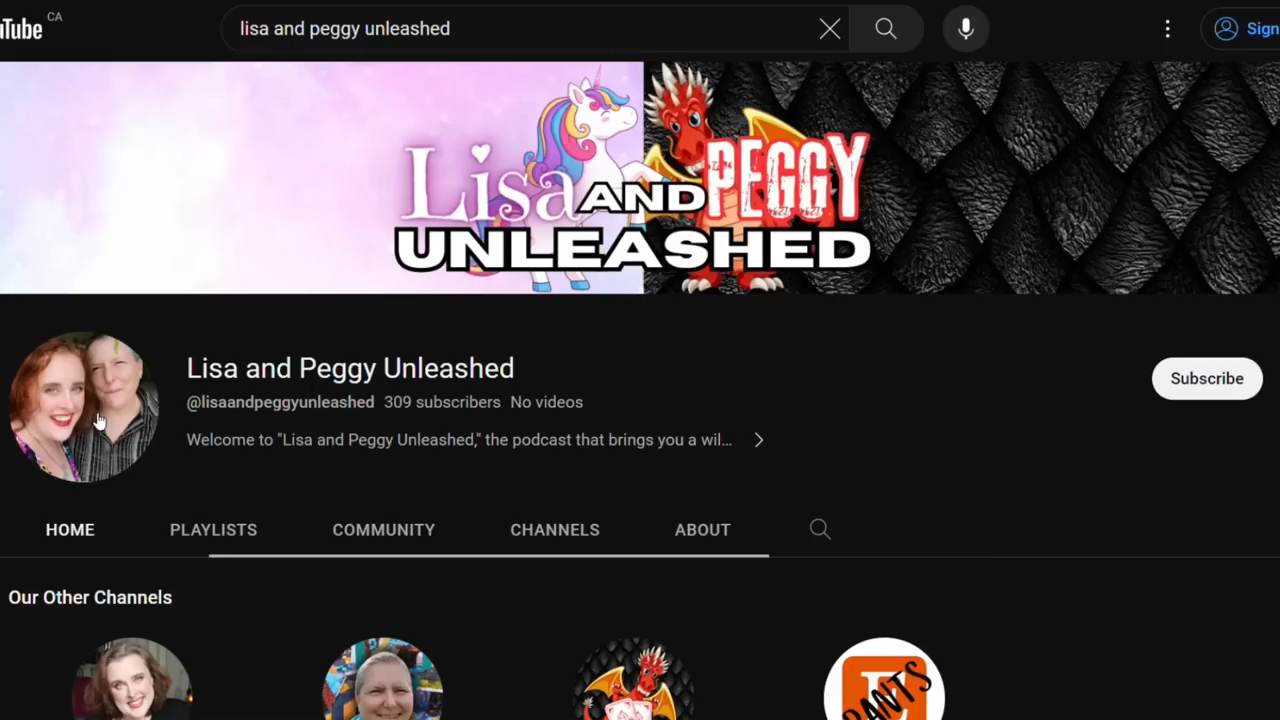 uTube CA
lisa and peggy unleashed
Sign
Lisa AND PEGGY
UNLEASHED
Lisa and Peggy Unleashed
@lisaandpeggyunleashed 309 subscribers No videos
Welcome to "Lisa and Peggy Unleashed," the podcast that brings you a wil...
Subscribe
HOME PLAYLISTS COMMUNITY CHANNELS ABOUT
Our Other Channels
E
RANTS